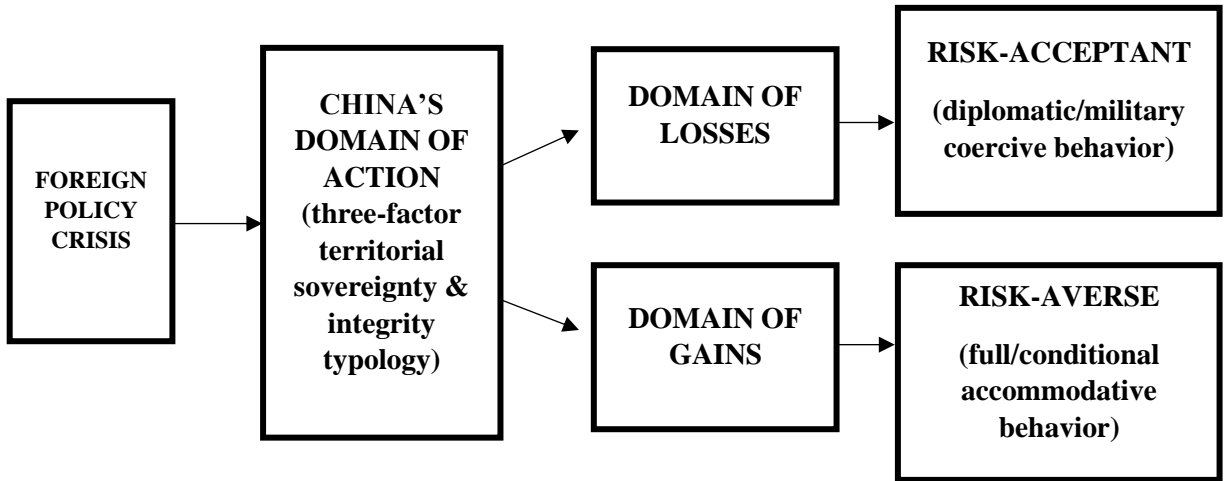 FOREIGN
POLICY
CRISIS
CHINA’S
DOMAIN OF
ACTION
(three-factor
territorial
sovereignty &
integrity
typology)
DOMAIN OF
LOSSES
RISK-ACCEPTANT
(diplomatic/military
coercive behavior)
DOMAIN OF
GAINS
RISK-AVERSE
(full/conditional
accommodative
behavior)